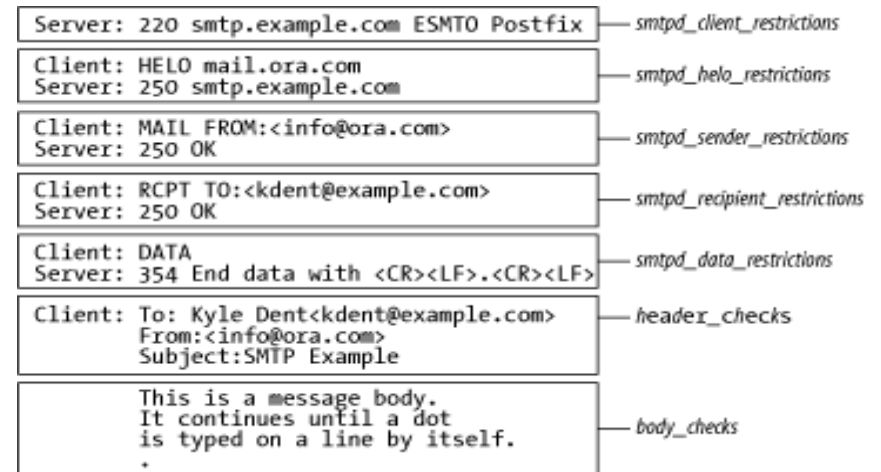 Server: 220 smtp.example.com ESMTO Postfix
smtpd_client_restrictions
Client: HELO mail.ora.com
Server: 250 smtp.example.com
smtpd_helo_restrictions
Client: MAIL FROM:<info@ora.com>
Server: 250 OK
smtpd_sender_restrictions
Client: RCPT TO:<kdent@example.com>
Server: 250 OK
smtpd_recipient_restrictions
Client: DATA
Server: 354 End data with <CR><LF>.<CR><LF>
smtpd_data_restrictions
Client: To: Kyle Dent<kdent@example.com>
From:<info@ora.com>
Subject:SMTP Example
header_checks
This is a message body.
It continues until a dot
is typed on a line by itself.
.
body_checks